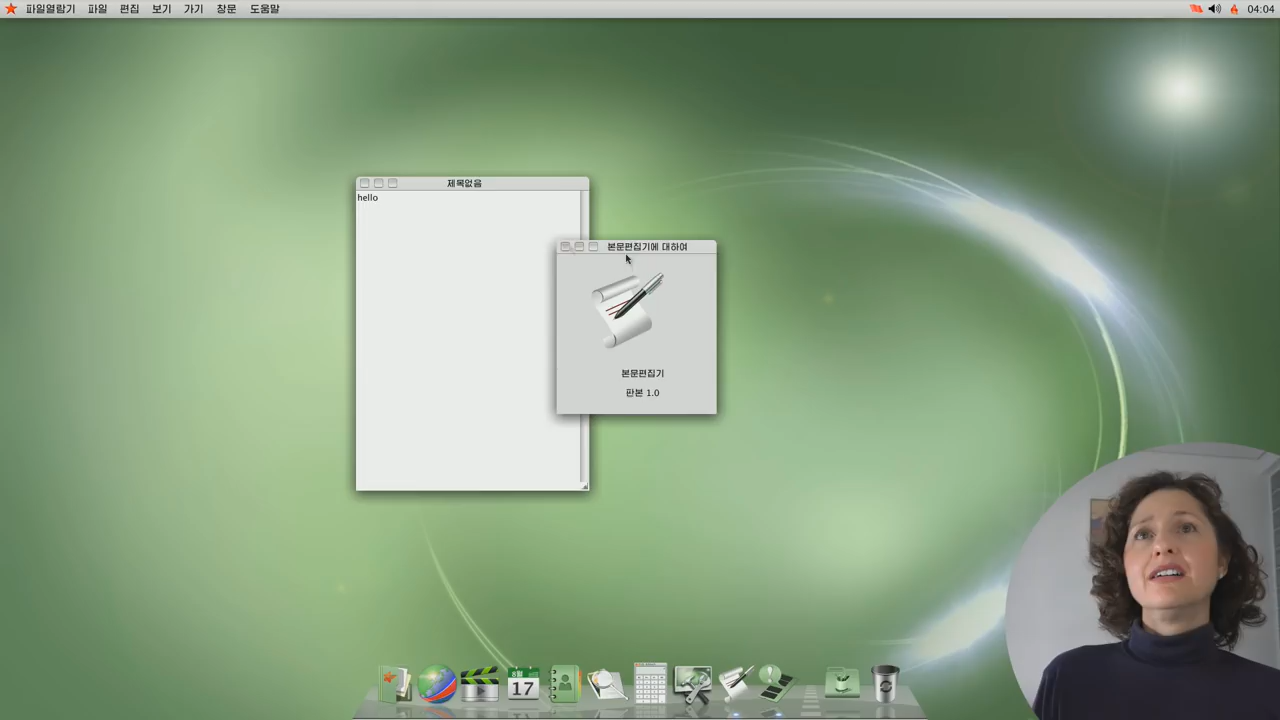 파일열람기 파일 편집 보기 가기 창문 도움말 04:04
제목없음
hello
본문편집기에 대하여
본문편집기
판본 1.0
8월
17